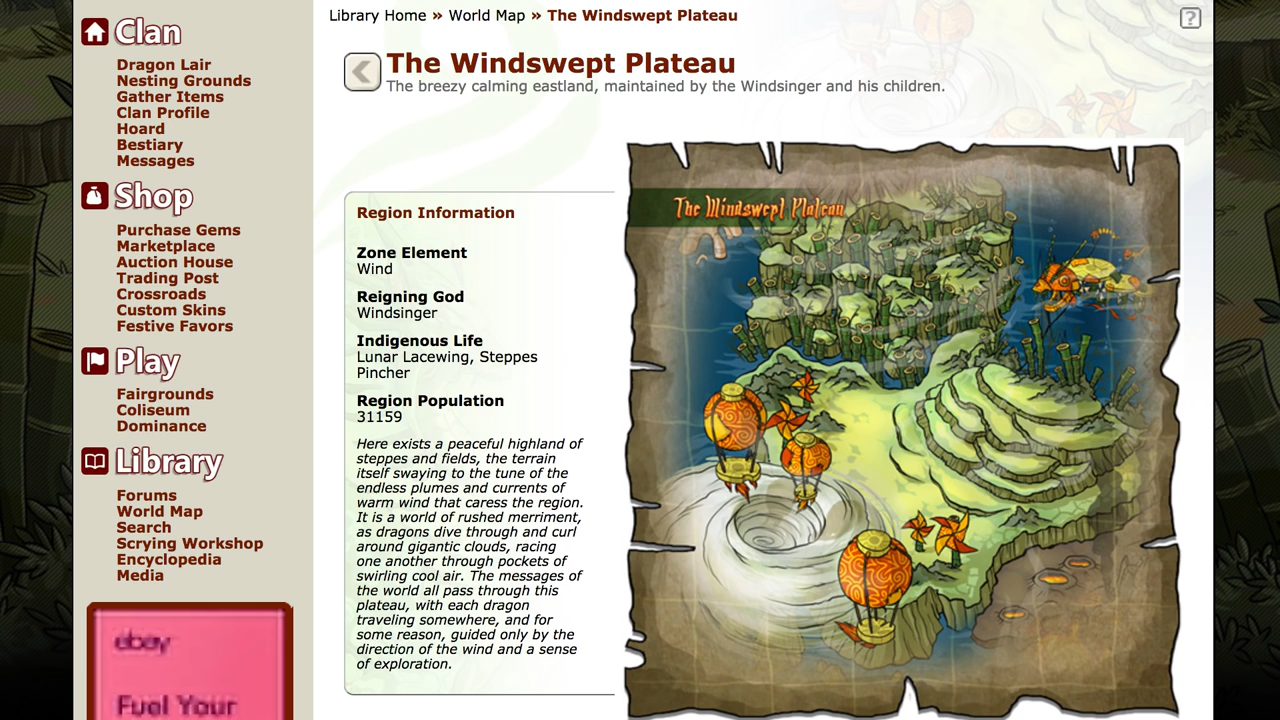 Clan
Dragon Lair
Nesting Grounds
Gather Items
Clan Profile
Hoard
Bestiary
Messages
Shop
Purchase Gems
Marketplace
Auction House
Trading Post
Crossroads
Custom Skins
Festive Favors
Play
Fairgrounds
Coliseum
Dominance
Library
Forums
World Map
Search
Scrying Workshop
Encyclopedia
Media
ebay
Fuel Your
Library Home » World Map » The Windswept Plateau
?
The Windswept Plateau
The breezy calming eastland, maintained by the Windsinger and his children.
Region Information
Zone Element
Wind
Reigning God
Windsinger
Indigenous Life
Lunar Lacewing, Steppes
Pincher
Region Population
31159
Here exists a peaceful highland of
steppes and fields, the terrain
itself swaying to the tune of the
endless plumes and currents of
warm wind that caress the region.
It is a world of rushed merriment,
as dragons dive through and curl
around gigantic clouds, racing
one another through pockets of
swirling cool air. The messages of
the world all pass through this
plateau, with each dragon
traveling somewhere, and for
some reason, guided only by the
direction of the wind and a sense
of exploration.
The Windswept Plateau